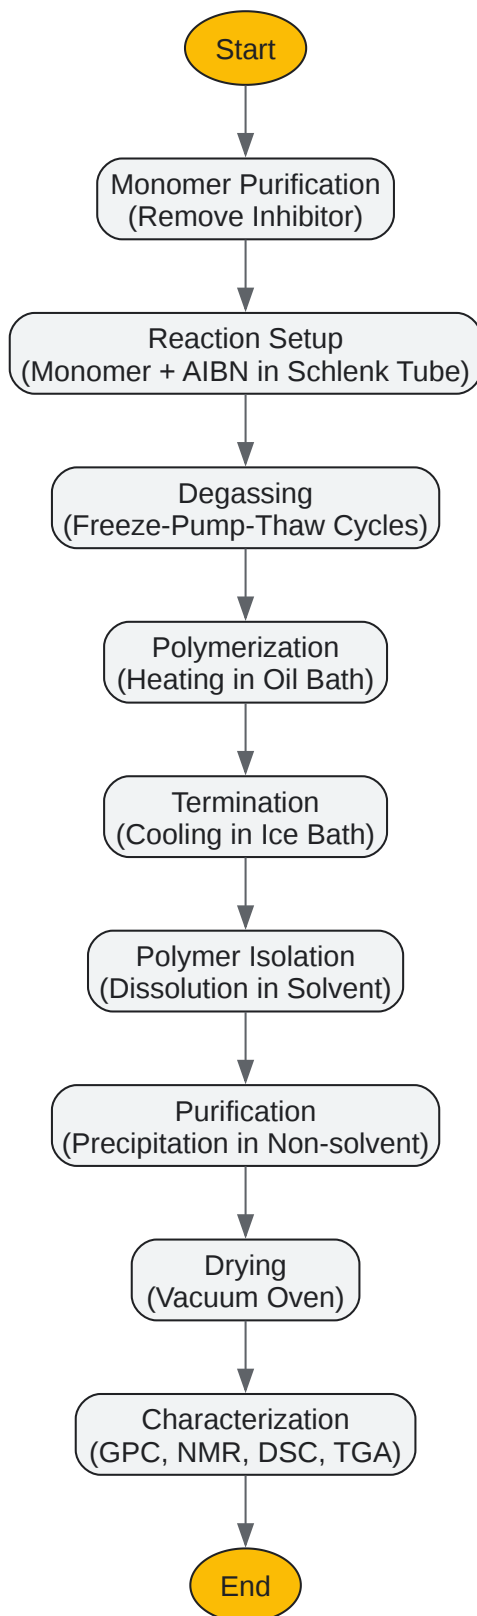 Start
Monomer Purification
(Remove Inhibitor)
Reaction Setup
(Monomer + AIBN in Schlenk Tube)
Degassing
(Freeze-Pump-Thaw Cycles)
Polymerization
(Heating in Oil Bath)
Termination
(Cooling in Ice Bath)
Polymer Isolation
(Dissolution in Solvent)
Purification
(Precipitation in Non-solvent)
Drying
(Vacuum Oven)
Characterization
(GPC, NMR, DSC, TGA)
End